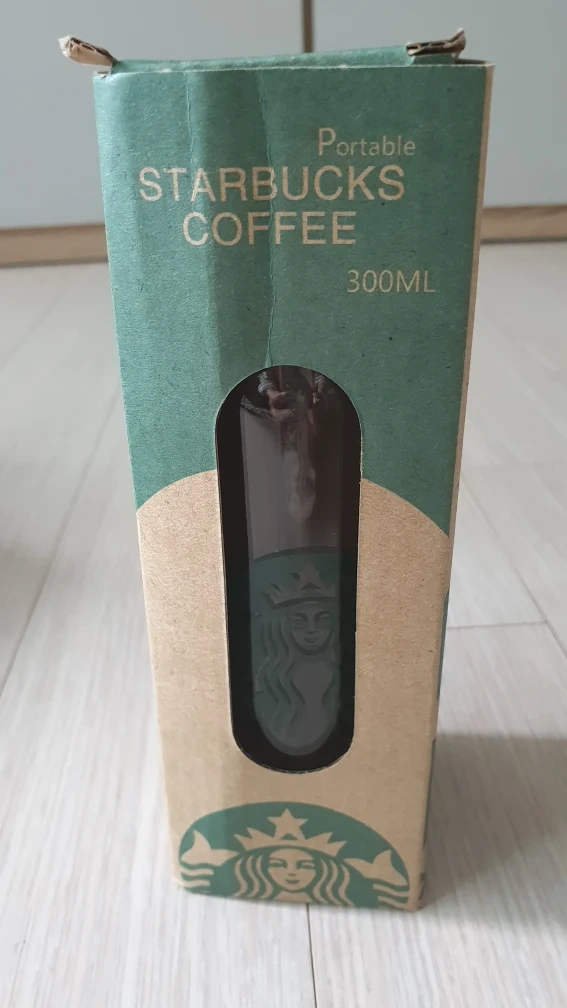 Portable
STARBUCKS
COFFEE
300ML